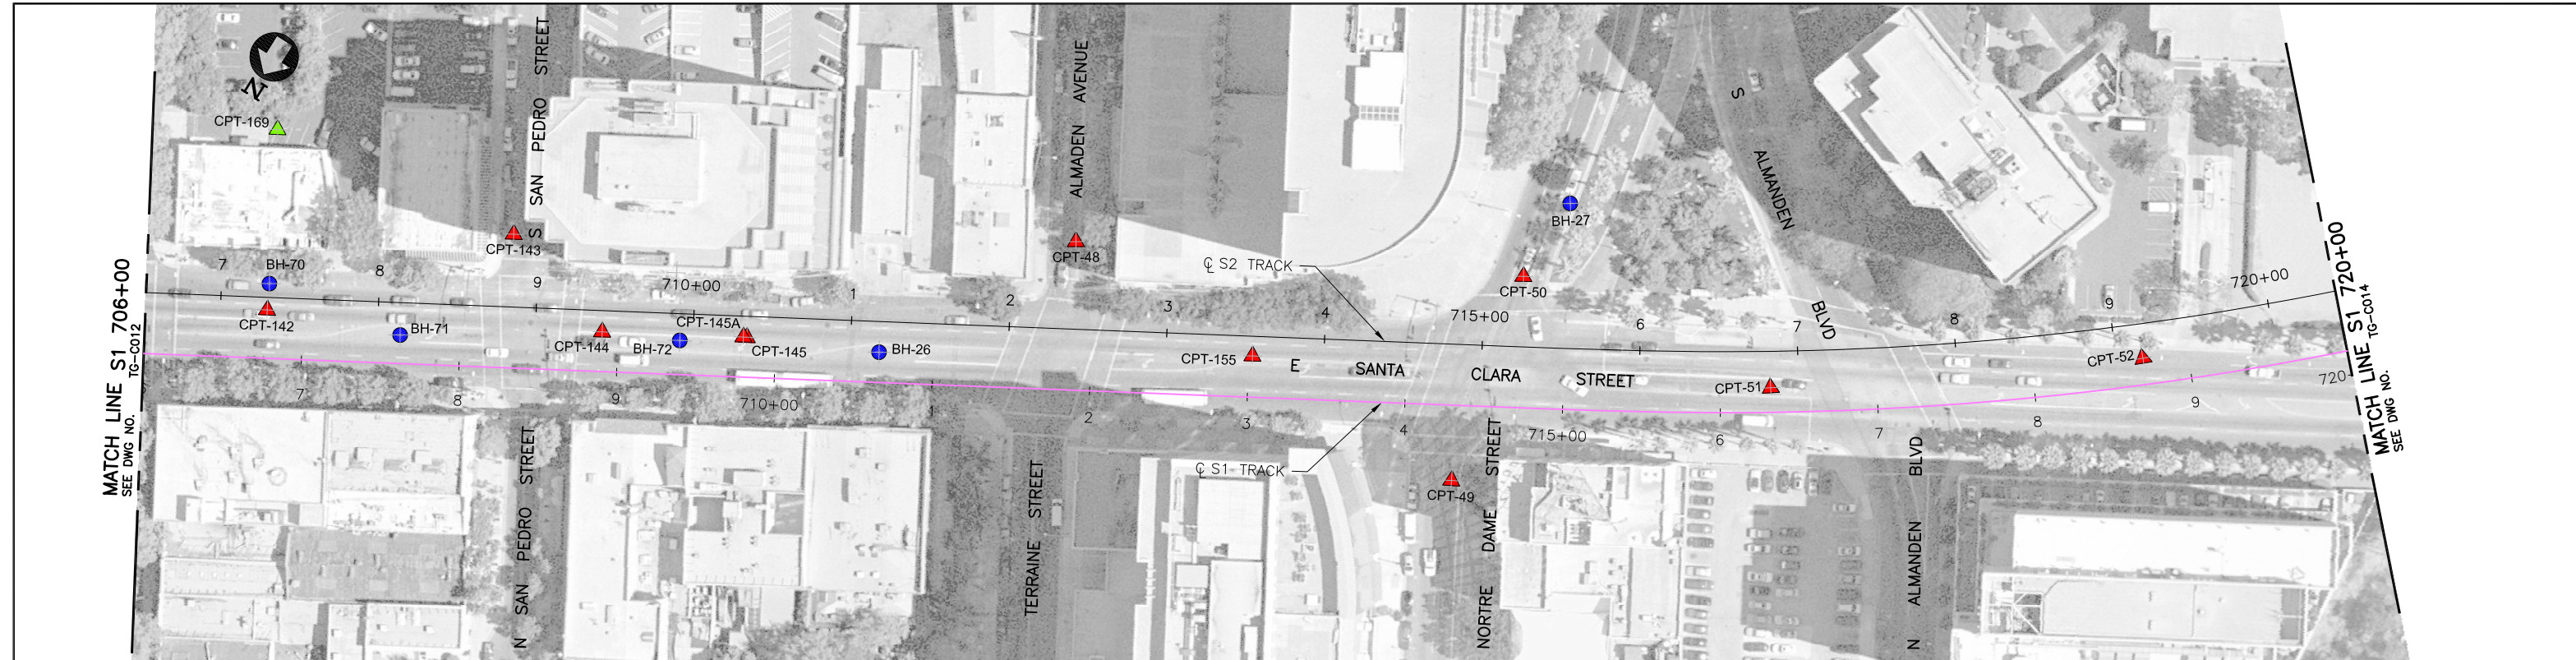 N
CPT-169
S SAN PEDRO STREET
ALMADEN AVENUE
S ALMANDEN BLVD
CPT-143
CPT-48
BH-27
CPT-50
℄ S2 TRACK
MATCH LINE S1 706+00
SEE DWG NO. TG-C012
7
BH-70
8
9
710+00
1
2
3
4
715+00
6
7
8
9
720+00
CPT-142
BH-71
CPT-144
BH-72
CPT-145A
CPT-145
BH-26
CPT-155
E SANTA CLARA STREET
CPT-51
CPT-52
7
8
9
710+00
1
2
3
4
715+00
6
7
8
9
720+
MATCH LINE S1 720+00
SEE DWG NO. TG-C014
℄ S1 TRACK
CPT-49
N SAN PEDRO STREET
TERRAINE STREET
NORTRE DAME STREET
N ALMANDEN BLVD